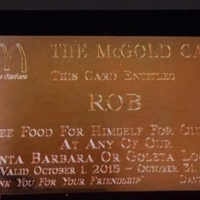 THE MCGOLD CA
THIS CARD ENTITLES
ROB
EE FOOD FOR HIMSELF FOR
AT ANY OF OUR
NTA BARBARA OR GOLETA LO
VALID OCTOBER 1, 2015 – OCTOBER 31,
NK YOU FOR YOUR FRIENDSHIP"